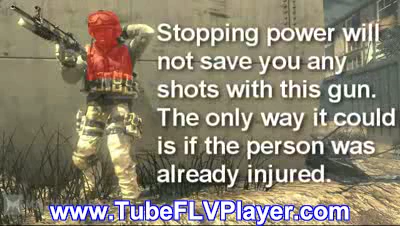 Stopping power will
not save you any
shots with this gun.
The only way it could
is if the person was
already injured.
www.TubeFLVPlayer.com